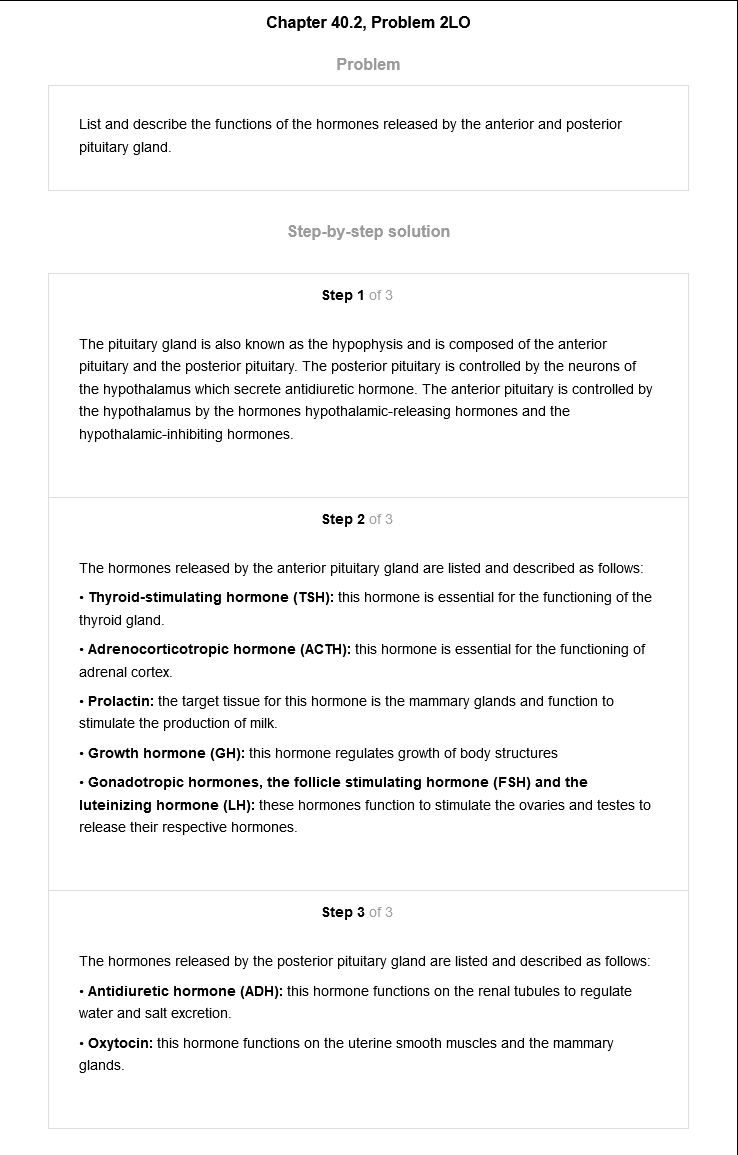 Chapter 40.2, Problem 2LO
Problem
List and describe the functions of the hormones released by the anterior and posterior
pituitary gland.
Step-by-step solution
Step 1 of 3
The pituitary gland is also known as the hypophysis and is composed of the anterior
pituitary and the posterior pituitary. The posterior pituitary is controlled by the neurons of
the hypothalamus which secrete antidiuretic hormone. The anterior pituitary is controlled by
the hypothalamus by the hormones hypothalamic-releasing hormones and the
hypothalamic-inhibiting hormones.
Step 2 of 3
The hormones released by the anterior pituitary gland are listed and described as follows:
• Thyroid-stimulating hormone (TSH): this hormone is essential for the functioning of the
thyroid gland.
• Adrenocorticotropic hormone (ACTH): this hormone is essential for the functioning of
adrenal cortex.
• Prolactin: the target tissue for this hormone is the mammary glands and function to
stimulate the production of milk.
• Growth hormone (GH): this hormone regulates growth of body structures
• Gonadotropic hormones, the follicle stimulating hormone (FSH) and the
luteinizing hormone (LH): these hormones function to stimulate the ovaries and testes to
release their respective hormones.
Step 3 of 3
The hormones released by the posterior pituitary gland are listed and described as follows:
• Antidiuretic hormone (ADH): this hormone functions on the renal tubules to regulate
water and salt excretion.
• Oxytocin: this hormone functions on the uterine smooth muscles and the mammary
glands.